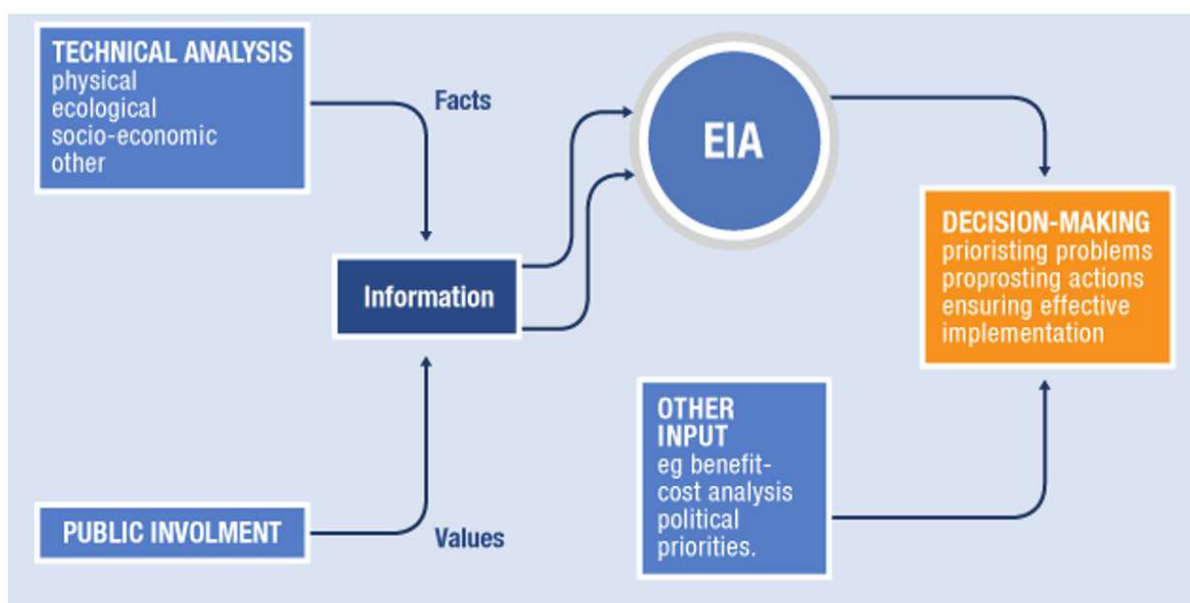 TECHNICAL ANALYSIS
physical
ecological
socio-economic
other
Facts
EIA
Information
DECISION-MAKING
prioristing problems
proprosting actions
ensuring effective
implementation
OTHER
INPUT
eg benefit-
cost analysis
political
priorities.
PUBLIC INVOLMENT
Values